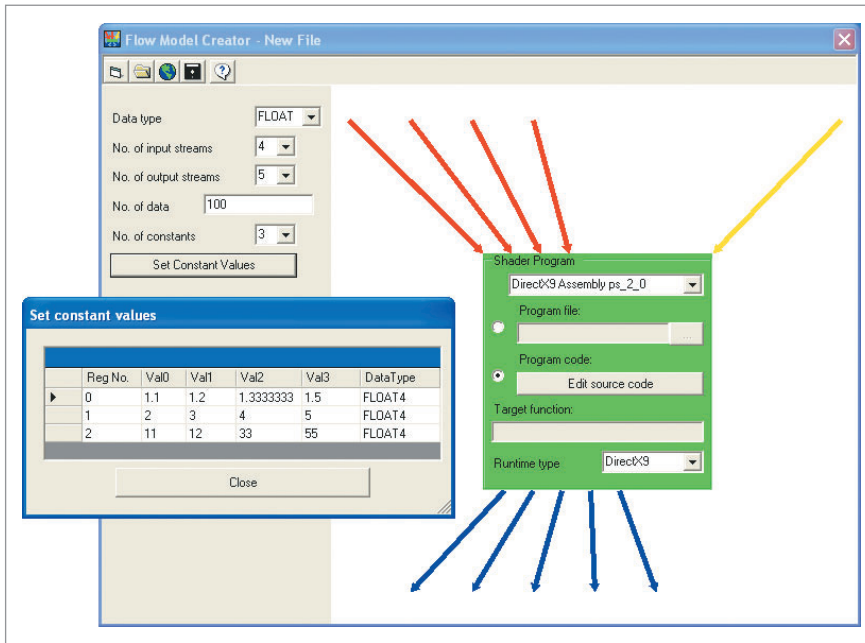 Flow Model Creator - New File
Data type FLOAT
No. of input streams 4
No. of output streams 5
No. of data 100
No. of constants 3
Set Constant Values
Shader Program
DirectX9 Assembly ps_2_0
Program file:
...
Program code:
Edit source code
Target function:
Runtime type DirectX9
Set constant values
Reg No. Val0 Val1 Val2 Val3 DataType
0 1.1 1.2 1.3333333 1.5 FLOAT4
1 2 3 4 5 FLOAT4
2 11 12 33 55 FLOAT4
Close